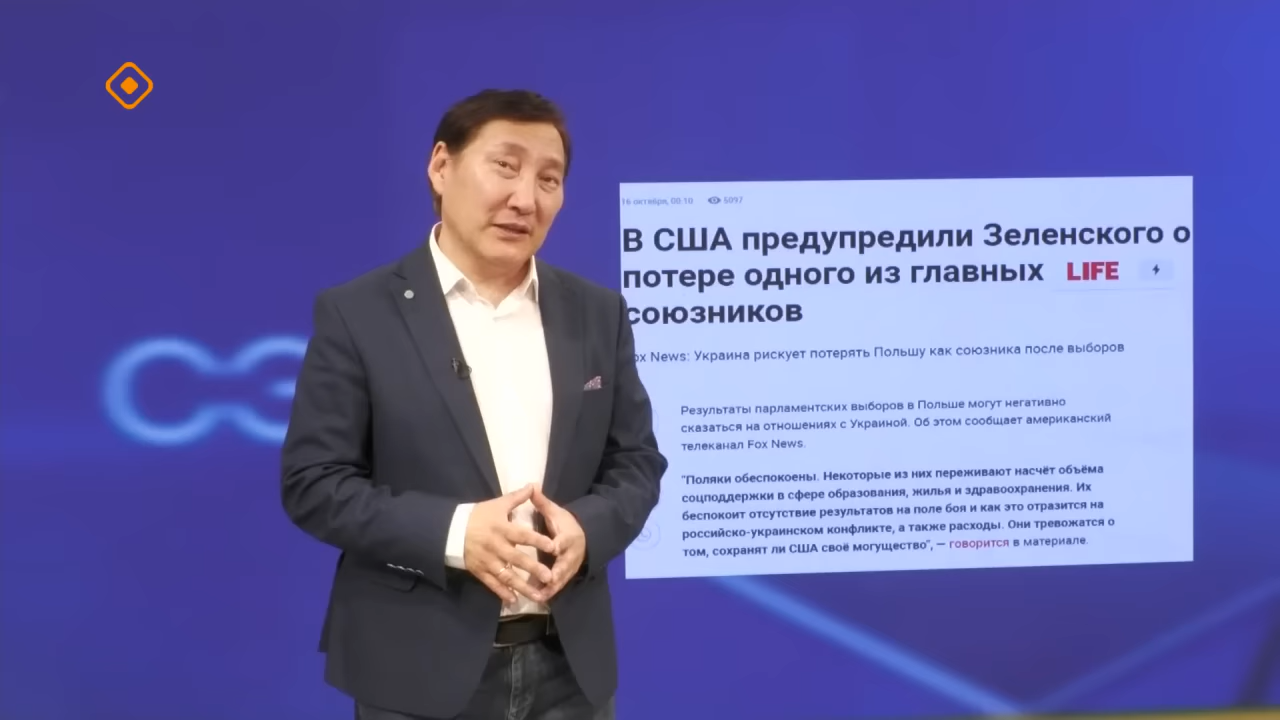 16 октября, 00:10 6097
В США предупредили Зеленского о
потере одного из главных LIFE
союзников
ox News: Украина рискует потерять Польшу как союзника после выборов
Результаты парламентских выборов в Польше могут негативно
сказаться на отношениях с Украиной. Об этом сообщает американский
телеканал Fox News.
"Поляки обеспокоены. Некоторые из них переживают насчёт объёма
соцподдержки в сфере образования, жилья и здравоохранения. Их
беспокоит отсутствие результатов на поле боя и как это отразится на
российско-украинском конфликте, а также расходы. Они тревожатся о
том, сохранят ли США своё могущество", — говорится в материале.